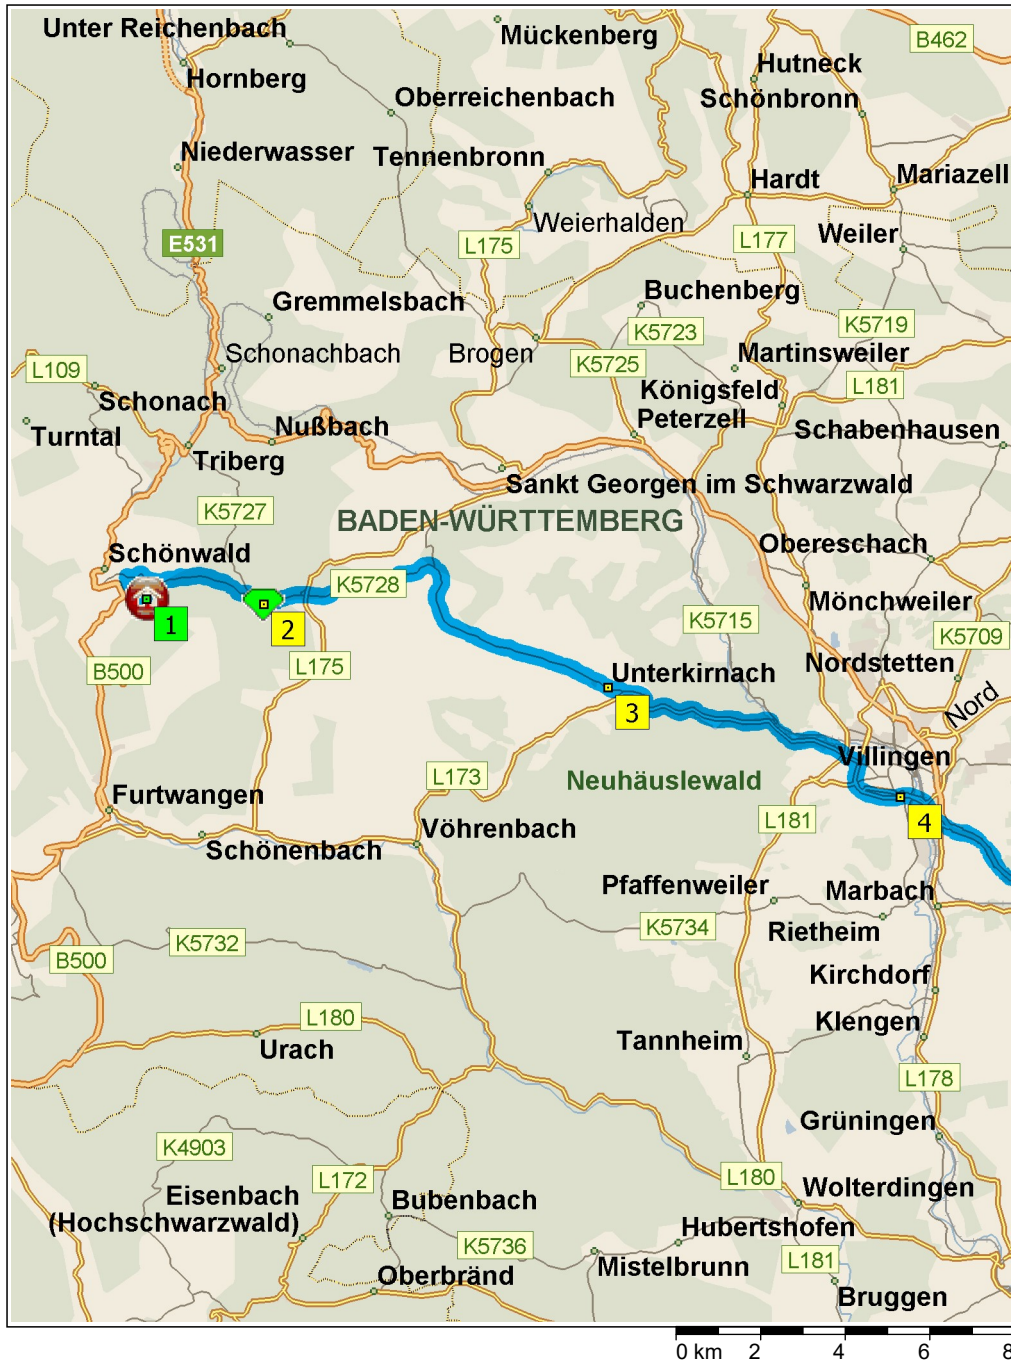 Unter Reichenbach
Mückenberg
B462
Hornberg
Hutneck
Oberreichenbach
Schönbronn
Niederwasser
Tennenbronn
Hardt
Mariazell
Weierhalden
E531
L175
L177
Weiler
Gremmelsbach
Buchenberg
K5723
K5719
Schonachbach
Brogen
K5725
Martinsweiler
L109
Königsfeld
L181
Schonach
Peterzell
Turntal
Nußbach
Schabenhausen
Triberg
Sankt Georgen im Schwarzwald
K5727
BADEN-WÜRTTEMBERG
Schönwald
Obereschach
K5728
Mönchweiler
1
2
K5715
K5709
B500
L175
Unterkirnach
Nordstetten
3
Nord
Villingen
L173
Neuhäuslewald
Furtwangen
L181
4
Vöhrenbach
Schönenbach
Pfaffenweiler
Marbach
K5732
K5734
Rietheim
B500
Kirchdorf
L180
Klengen
Urach
Tannheim
L178
Grüningen
K4903
L172
L180
Eisenbach
(Hochschwarzwald)
Bubenbach
Wolterdingen
Hubertshofen
K5736
Mistelbrunn
L181
Oberbränd
Bruggen
0 km 2 4 6 8